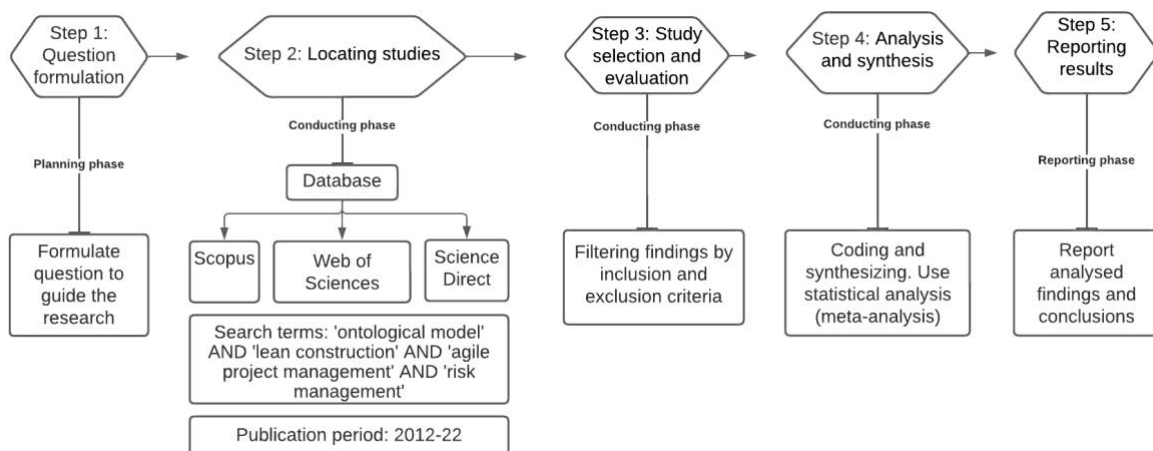 Step 1:
Question
formulation
Planning phase
Formulate
question to
guide the
research
Step 2: Locating studies
Conducting phase
Database
Scopus
Web of
Sciences
Science
Direct
Search terms: 'ontological model'
AND 'lean construction' AND 'agile
project management' AND 'risk
management'
Publication period: 2012-22
Step 3: Study
selection and
evaluation
Conducting phase
Filtering findings by
inclusion and
exclusion criteria
Step 4: Analysis
and synthesis
Conducting phase
Coding and
synthesizing. Use
statistical analysis
(meta-analysis)
Step 5:
Reporting
results
Reporting phase
Report
analysed
findings and
conclusions